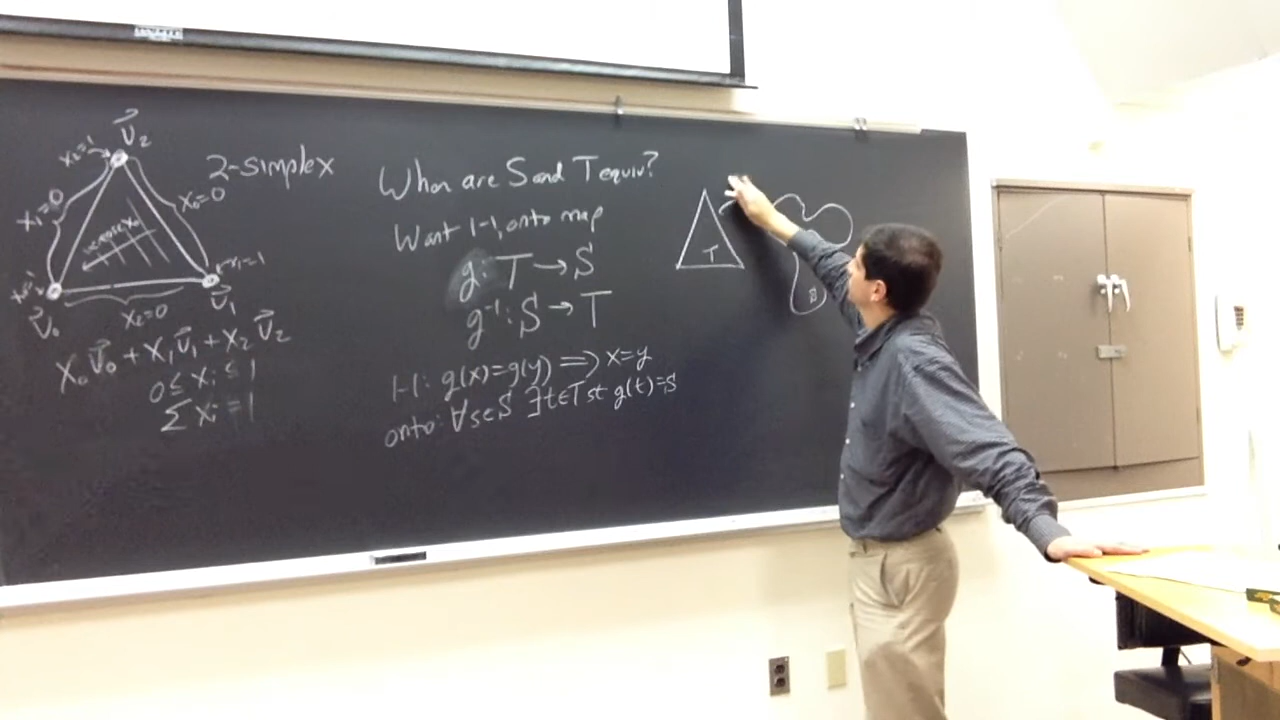 v⃗₂
x₂=1
2-simplex
x₁=0
x₀=0
increase x₀
x₁=1
v⃗₀
x₂=0
v⃗₁
x₀v⃗₀ + x₁v⃗₁ + x₂v⃗₂
0 ≤ xᵢ ≤ 1
∑ xᵢ = 1
When are S and T equiv?
Want 1-1, onto map
g: T → S
g⁻¹: S → T
1-1: g(x)=g(y) ⟹ x=y
onto: ∀s∈S ∃t∈T st g(t)=s
T